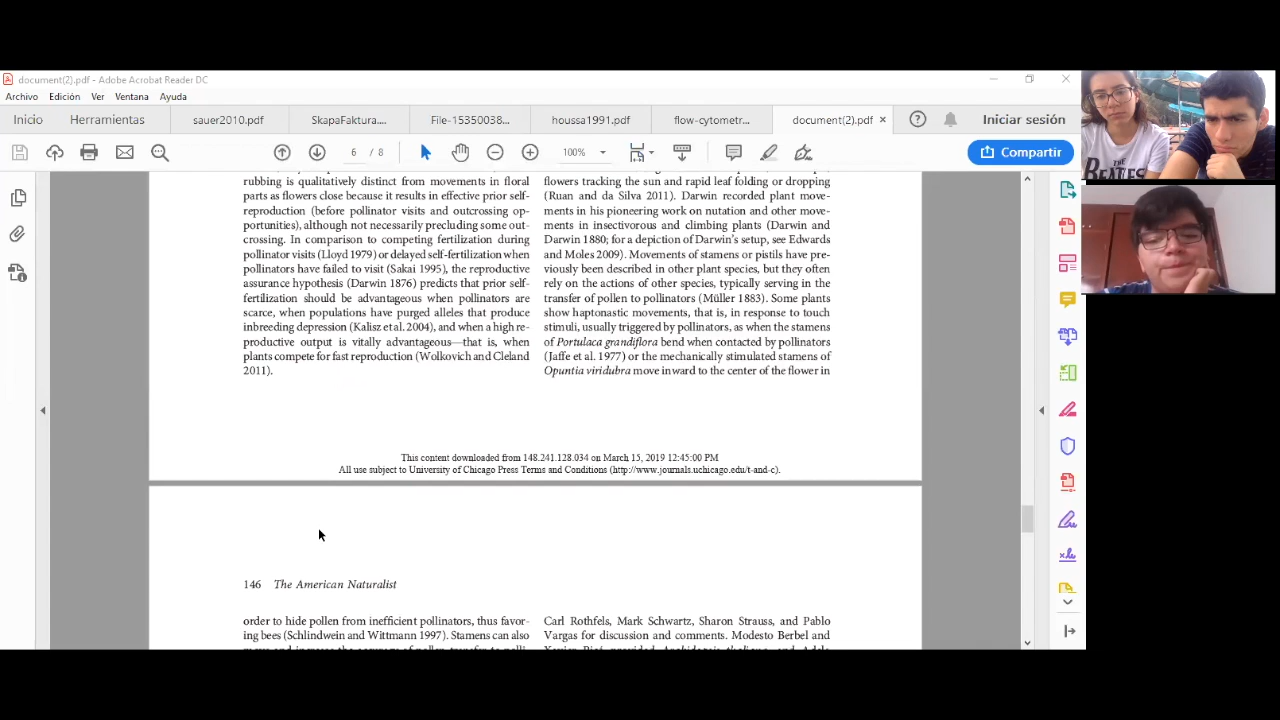 document(2).pdf - Adobe Acrobat Reader DC
Archivo Edición Ver Ventana Ayuda
Inicio Herramientas sauer2010.pdf SkapaFaktura.... File-15350038... houssa1991.pdf flow-cytometr... document(2).pdf Iniciar sesión
6 / 8 100% Compartir
rubbing is qualitatively distinct from movements in floral
parts as flowers close because it results in effective prior self-
reproduction (before pollinator visits and outcrossing op-
portunities), although not necessarily precluding some out-
crossing. In comparison to competing fertilization during
pollinator visits (Lloyd 1979) or delayed self-fertilization when
pollinators have failed to visit (Sakai 1995), the reproductive
assurance hypothesis (Darwin 1876) predicts that prior self-
fertilization should be advantageous when pollinators are
scarce, when populations have purged alleles that produce
inbreeding depression (Kalisz et al. 2004), and when a high re-
productive output is vitally advantageous—that is, when
plants compete for fast reproduction (Wolkovich and Cleland
2011).
flowers tracking the sun and rapid leaf folding or dropping
(Ruan and da Silva 2011). Darwin recorded plant move-
ments in his pioneering work on nutation and other move-
ments in insectivorous and climbing plants (Darwin and
Darwin 1880; for a depiction of Darwin's setup, see Edwards
and Moles 2009). Movements of stamens or pistils have pre-
viously been described in other plant species, but they often
rely on the actions of other species, typically serving in the
transfer of pollen to pollinators (Müller 1883). Some plants
show haptonastic movements, that is, in response to touch
stimuli, usually triggered by pollinators, as when the stamens
of Portulaca grandiflora bend when contacted by pollinators
(Jaffe et al. 1977) or the mechanically stimulated stamens of
Opuntia viridubra move inward to the center of the flower in
This content downloaded from 148.241.128.034 on March 15, 2019 12:45:00 PM
All use subject to University of Chicago Press Terms and Conditions (http://www.journals.uchicago.edu/t-and-c).
146 The American Naturalist
order to hide pollen from inefficient pollinators, thus favor-
ing bees (Schlindwein and Wittmann 1997). Stamens can also
Carl Rothfels, Mark Schwartz, Sharon Strauss, and Pablo
Vargas for discussion and comments. Modesto Berbel and
THE
BEATLES